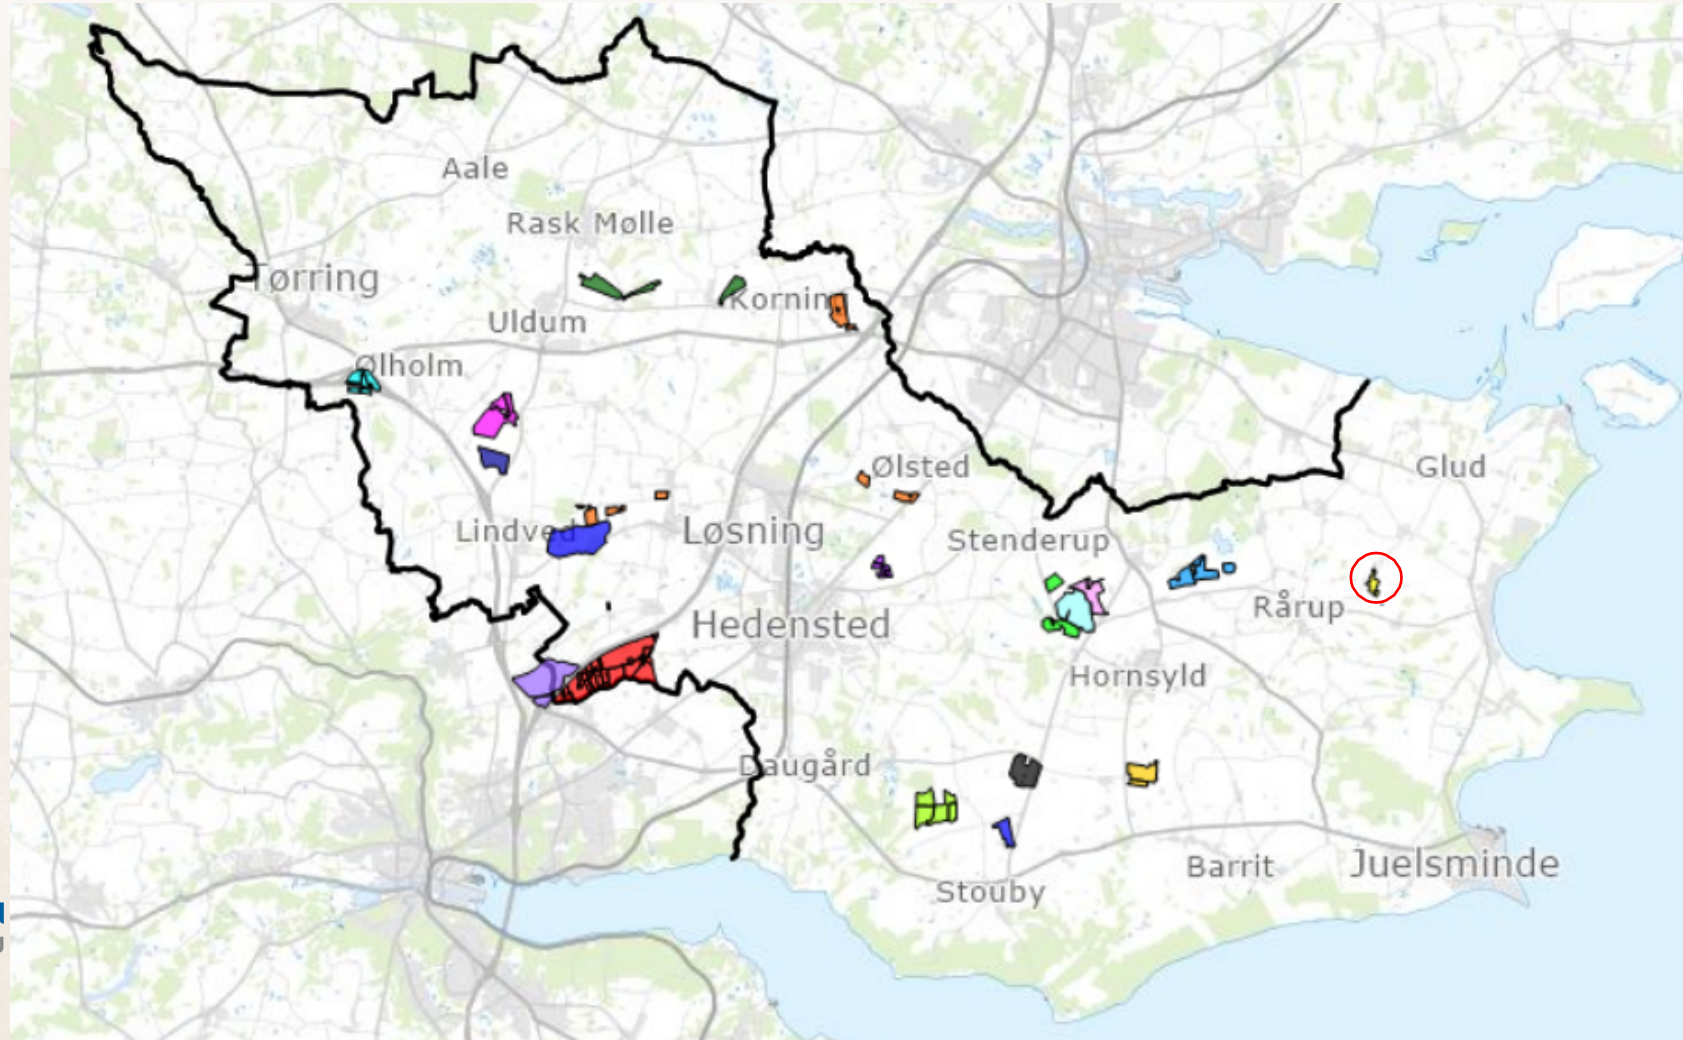 Aale
Rask Mølle
Tørring
Korning
Uldum
Ølholm
Ølsted
Glud
Lindved
Løsning
Stenderup
Rårup
Hedensted
Hornsyld
Daugård
Juelsminde
Barrit
Stouby